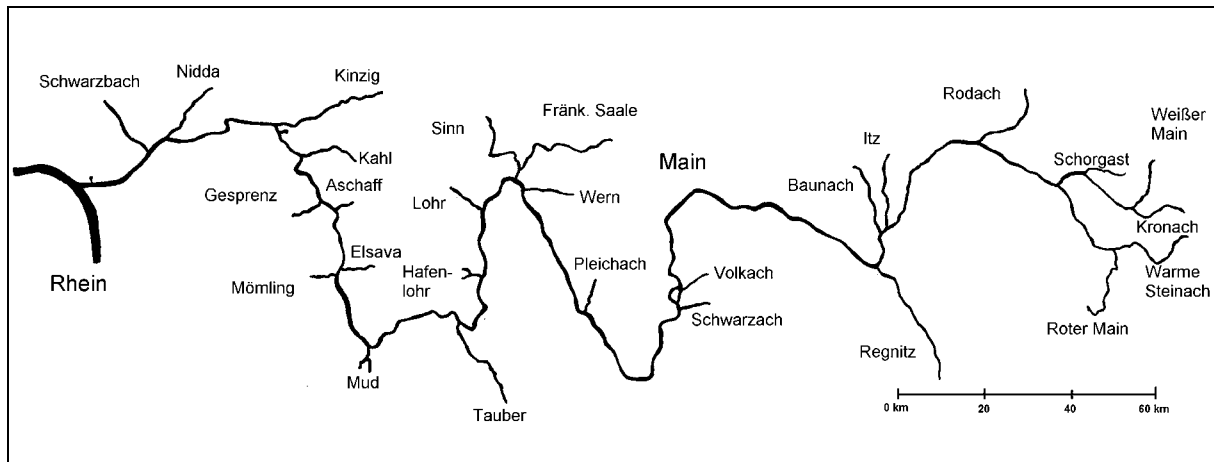 Schwarzbach
Nidda
Kinzig
Sinn
Fränk. Saale
Rodach
Weißer
Main
Itz
Schorgast
Kahl
Main
Baunach
Gesprenz
Aschaff
Lohr
Wern
Kronach
Rhein
Elsava
Hafen-
lohr
Pleichach
Volkach
Warme
Steinach
Mömling
Schwarzach
Roter Main
Regnitz
Mud
Tauber
0 km
20
40
60 km